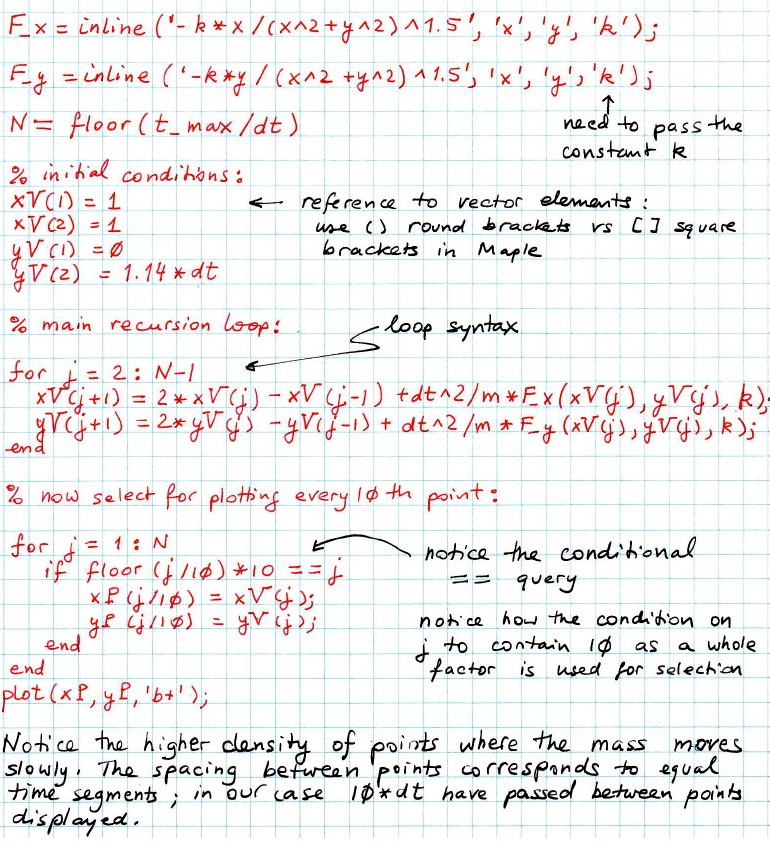 F_x = inline ('-k*x/(x^2+y^2)^1.5', 'x', 'y', 'k');
F_y = inline ('-k*y/(x^2+y^2)^1.5', 'x', 'y', 'k');
N = floor(t_max/dt)
need to pass the
constant k
% initial conditions:
xV(1) = 1
xV(2) = 1
yV(1) = Ø
yV(2) = 1.14*dt
← reference to vector elements:
use () round brackets vs [] square
brackets in Maple
% main recursion loop:
loop syntax
for j = 2 : N-1
xV(j+1) = 2*xV(j) - xV(j-1) + dt^2/m*F_x(xV(j), yV(j), k);
yV(j+1) = 2*yV(j) - yV(j-1) + dt^2/m*F_y(xV(j), yV(j), k);
end
% now select for plotting every 1Ø th point:
for j = 1 : N
if floor(j/1Ø)*10 == j
xP(j/1Ø) = xV(j);
yP(j/1Ø) = yV(j);
end
end
plot(xP, yP, 'b+');
notice the conditional
== query
notice how the condition on
j to contain 1Ø as a whole
factor is used for selection
Notice the higher density of points where the mass moves
slowly. The spacing between points corresponds to equal
time segments; in our case 1Ø*dt have passed between points
displayed.